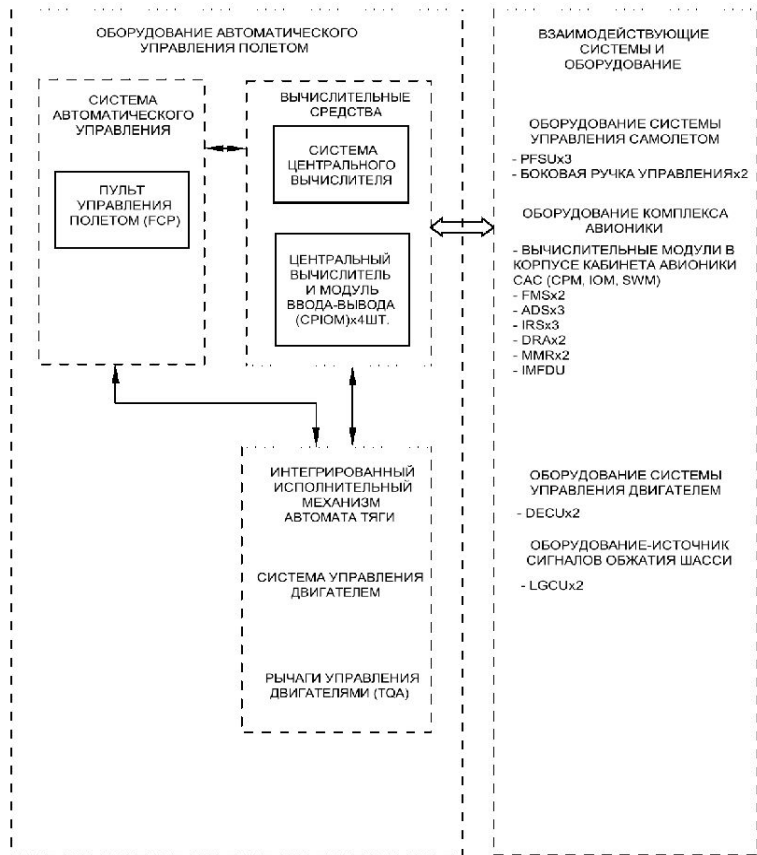 ОБОРУДОВАНИЕ АВТОМАТИЧЕСКОГО
УПРАВЛЕНИЯ ПОЛЕТОМ
СИСТЕМА
АВТОМАТИЧЕСКОГО
УПРАВЛЕНИЯ
ПУЛЬТ
УПРАВЛЕНИЯ
ПОЛЕТОМ (FCP)
ВЫЧИСЛИТЕЛЬНЫЕ
СРЕДСТВА
СИСТЕМА
ЦЕНТРАЛЬНОГО
ВЫЧИСЛИТЕЛЯ
ЦЕНТРАЛЬНЫЙ
ВЫЧИСЛИТЕЛЬ
И МОДУЛЬ
ВВОДА-ВЫВОДА
(CPIOM)x4ШТ.
ИНТЕГРИРОВАННЫЙ
ИСПОЛНИТЕЛЬНЫЙ
МЕХАНИЗМ
АВТОМАТА ТЯГИ
СИСТЕМА УПРАВЛЕНИЯ
ДВИГАТЕЛЕМ
РЫЧАГИ УПРАВЛЕНИЯ
ДВИГАТЕЛЯМИ (TQA)
ВЗАИМОДЕЙСТВУЮЩИЕ
СИСТЕМЫ И
ОБОРУДОВАНИЕ
ОБОРУДОВАНИЕ СИСТЕМЫ
УПРАВЛЕНИЯ САМОЛЕТОМ
- PFSUx3
- БОКОВАЯ РУЧКА УПРАВЛЕНИЯx2
ОБОРУДОВАНИЕ КОМПЛЕКСА
АВИОНИКИ
- ВЫЧИСЛИТЕЛЬНЫЕ МОДУЛИ В
КОРПУСЕ КАБИНЕТА АВИОНИКИ
CAC (CPM, IOM, SWM)
- FMSx2
- ADSx3
- IRSx3
- DRAx2
- MMRx2
- IMFDU
ОБОРУДОВАНИЕ СИСТЕМЫ
УПРАВЛЕНИЯ ДВИГАТЕЛЕМ
- DECUx2
ОБОРУДОВАНИЕ-ИСТОЧНИК
СИГНАЛОВ ОБЖАТИЯ ШАССИ
- LGCUx2